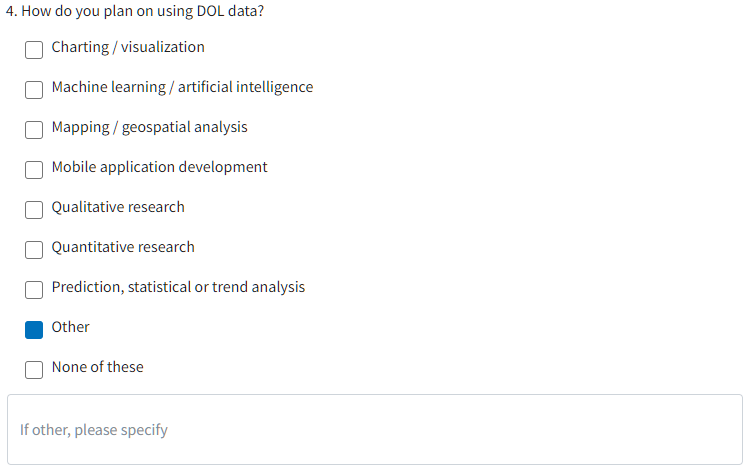 4. How do you plan on using DOL data?
Charting / visualization
Machine learning / artificial intelligence
Mapping / geospatial analysis
Mobile application development
Qualitative research
Quantitative research
Prediction, statistical or trend analysis
Other
None of these
If other, please specify